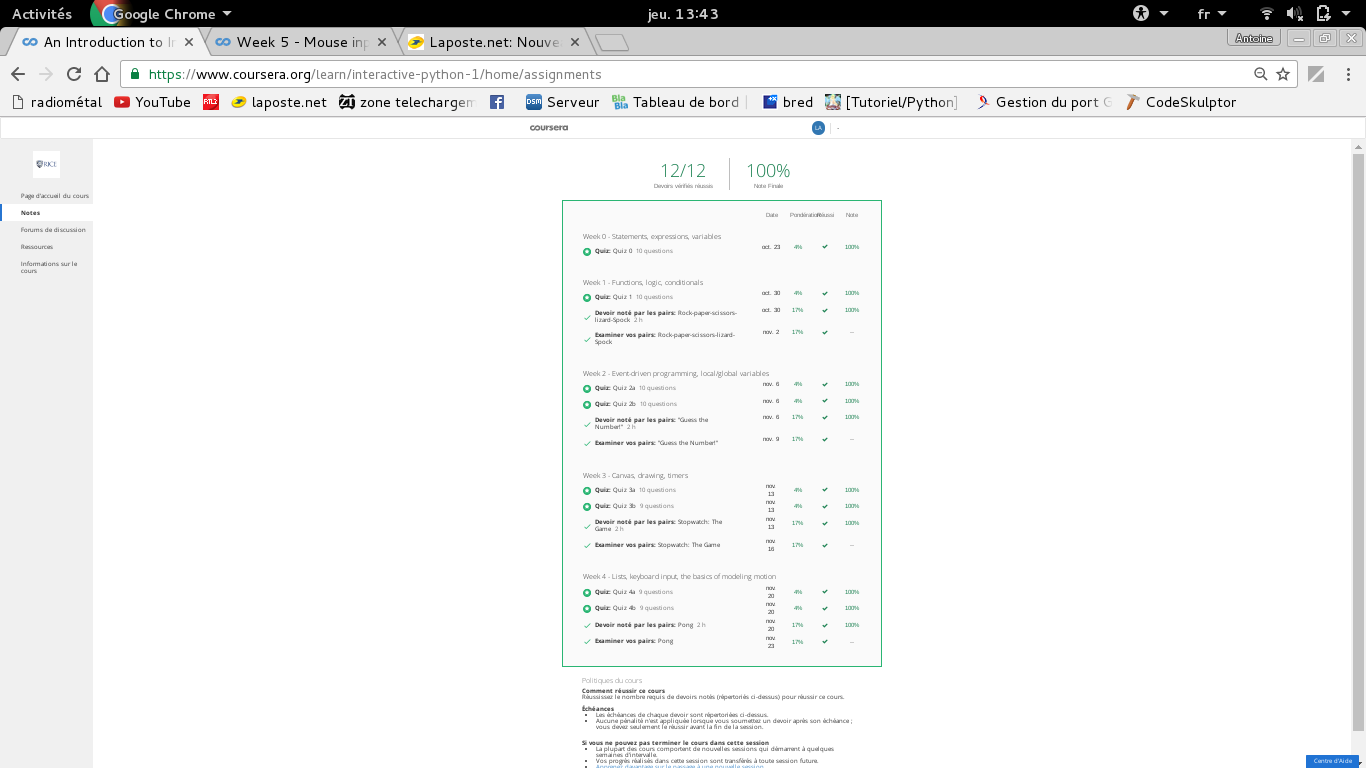 Activités
Google Chrome
jeu. 13:43
fr
An Introduction to In
Week 5 - Mouse inp
Laposte.net: Nouve
Antoine
https://www.coursera.org/learn/interactive-python-1/home/assignments
radiométal
YouTube
RTL2
laposte.net
zone telechargem
DSM Serveur
Bla Bla Tableau de bord
bred
[Tutoriel/Python]
Gestion du port G
CodeSkulptor
coursera
LA
RICE
Page d'accueil du cours
Notes
Forums de discussion
Ressources
Informations sur le
cours
12/12 100%
Devoirs vérifiés réussis Note Finale
Date Pondération Réussi Note
Week 0 - Statements, expressions, variables
Quiz: Quiz 0 10 questions oct. 23 4% 100%
Week 1 - Functions, logic, conditionals
Quiz: Quiz 1 10 questions oct. 30 4% 100%
Devoir noté par les pairs: Rock-paper-scissors-
lizard-Spock 2 h oct. 30 17% 100%
Examiner vos pairs: Rock-paper-scissors-lizard-
Spock nov. 2 17% --
Week 2 - Event-driven programming, local/global variables
Quiz: Quiz 2a 10 questions nov. 6 4% 100%
Quiz: Quiz 2b 10 questions nov. 6 4% 100%
Devoir noté par les pairs: "Guess the
Number!" 2 h nov. 6 17% 100%
Examiner vos pairs: "Guess the Number!" nov. 9 17% --
Week 3 - Canvas, drawing, timers
Quiz: Quiz 3a 10 questions nov. 13 4% 100%
Quiz: Quiz 3b 9 questions nov. 13 4% 100%
Devoir noté par les pairs: Stopwatch: The
Game 2 h nov. 13 17% 100%
Examiner vos pairs: Stopwatch: The Game nov. 16 17% --
Week 4 - Lists, keyboard input, the basics of modeling motion
Quiz: Quiz 4a 9 questions nov. 20 4% 100%
Quiz: Quiz 4b 9 questions nov. 20 4% 100%
Devoir noté par les pairs: Pong 2 h nov. 20 17% 100%
Examiner vos pairs: Pong nov. 23 17% --
Politiques du cours
Comment réussir ce cours
Réussissez le nombre requis de devoirs notés (répertoriés ci-dessus) pour réussir ce cours.
Échéances
Les échéances de chaque devoir sont répertoriées ci-dessus.
Aucune pénalité n'est appliquée lorsque vous soumettez un devoir après son échéance ;
vous devez seulement le réussir avant la fin de la session.
Si vous ne pouvez pas terminer le cours dans cette session
La plupart des cours comportent de nouvelles sessions qui démarrent à quelques
semaines d'intervalle.
Vos progrès réalisés dans cette session sont transférés à toute session future.
Centre d'Aide